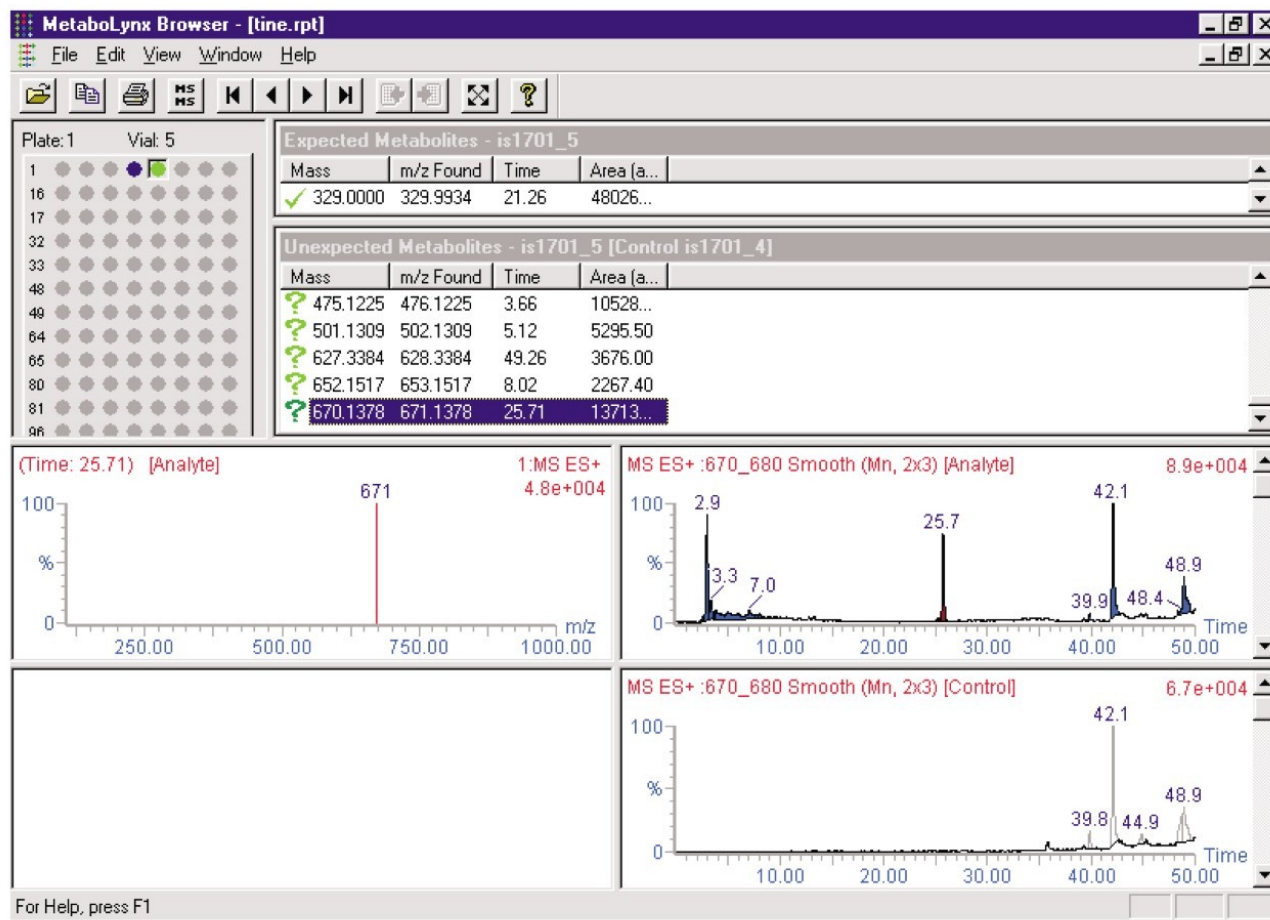 MetaboLynx Browser - [tine.rpt]
File Edit View Window Help
MS
MS
Plate: 1 Vial: 5
1
16
17
32
33
48
49
64
65
80
81
96
Expected Metabolites - is1701_5
Mass m/z Found Time Area (a...
329.0000 329.9934 21.26 48026...
Unexpected Metabolites - is1701_5 [Control is1701_4]
Mass m/z Found Time Area (a...
475.1225 476.1225 3.66 10528...
501.1309 502.1309 5.12 5295.50
627.3384 628.3384 49.26 3676.00
652.1517 653.1517 8.02 2267.40
670.1378 671.1378 25.71 13713...
(Time: 25.71) [Analyte] 1:MS ES+
4.8e+004
671
100
%
0
m/z
250.00 500.00 750.00 1000.00
MS ES+ :670_680 Smooth (Mn, 2x3) [Analyte] 8.9e+004
100
%
0
2.9 3.3 7.0 25.7 39.9 42.1 48.4 48.9
Time
10.00 20.00 30.00 40.00 50.00
MS ES+ :670_680 Smooth (Mn, 2x3) [Control] 6.7e+004
100
%
0
39.8 42.1 44.9 48.9
Time
10.00 20.00 30.00 40.00 50.00
For Help, press F1